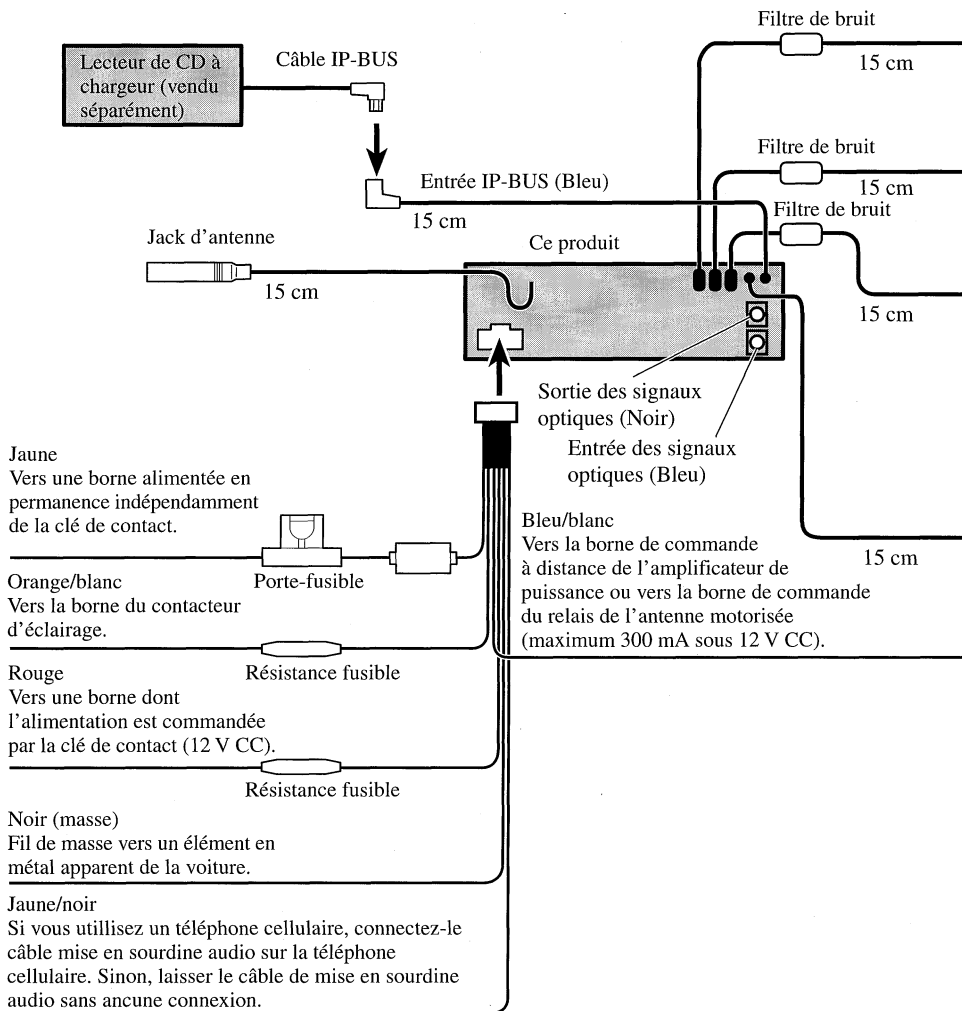 Filtre de bruit
15 cm
Lecteur de CD à
chargeur (vendu
séparément)
Câble IP-BUS
Filtre de bruit
15 cm
Entrée IP-BUS (Bleu)
15 cm
Filtre de bruit
Jack d'antenne
15 cm
Ce produit
15 cm
Sortie des signaux
optiques (Noir)
Entrée des signaux
optiques (Bleu)
Jaune
Vers une borne alimentée en
permanence indépendamment
de la clé de contact.
Porte-fusible
Bleu/blanc
Vers la borne de commande
à distance de l'amplificateur de
puissance ou vers la borne de commande
du relais de l'antenne motorisée
(maximum 300 mA sous 12 V CC).
15 cm
Orange/blanc
Vers la borne du contacteur
d'éclairage.
Résistance fusible
Rouge
Vers une borne dont
l'alimentation est commandée
par la clé de contact (12 V CC).
Résistance fusible
Noir (masse)
Fil de masse vers un élément en
métal apparent de la voiture.
Jaune/noir
Si vous utilisez un téléphone cellulaire, connectez-le
câble mise en sourdine audio sur la téléphone
cellulaire. Sinon, laisser le câble de mise en sourdine
audio sans ancune connexion.